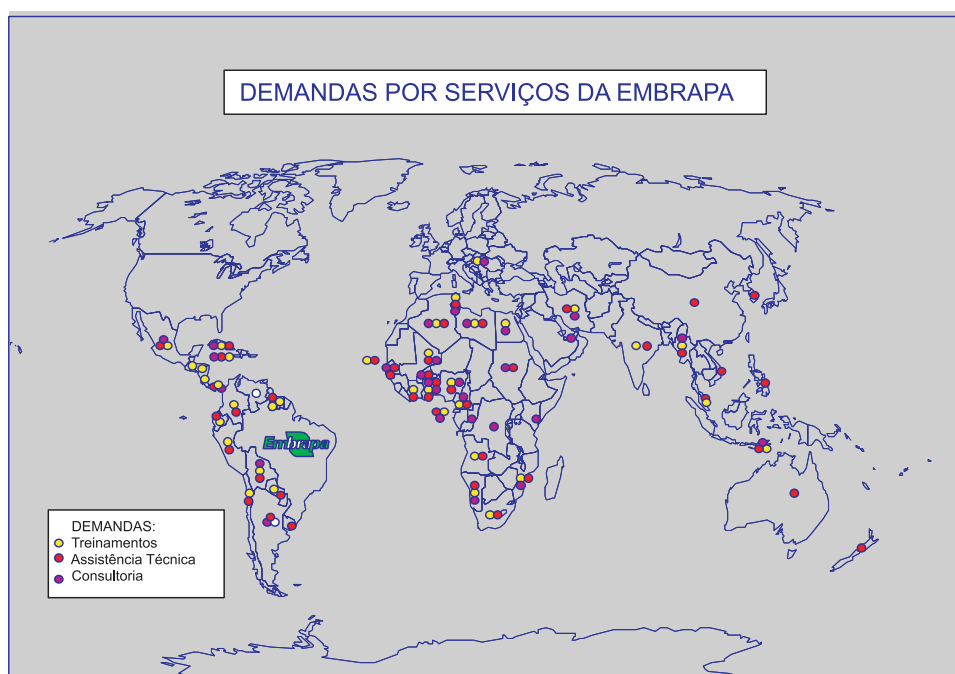 DEMANDAS POR SERVIÇOS DA EMBRAPA
Embrapa
DEMANDAS:
Treinamentos
Assistência Técnica
Consultoria